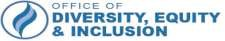 OFFICE OF
DIVERSITY, EQUITY
& INCLUSION